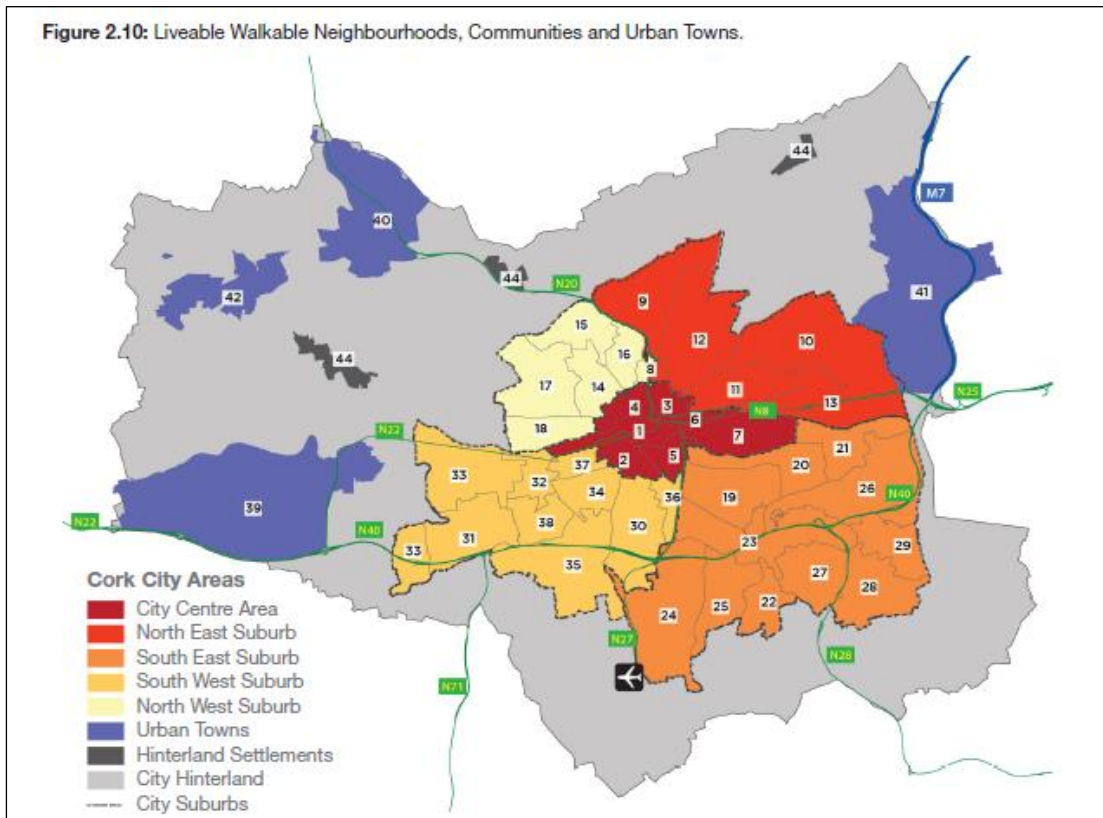 Figure 2.10: Liveable Walkable Neighbourhoods, Communities and Urban Towns.
44
M7
40
44
N20
42
9
41
15
12
10
16
44
8
17
14
11
N25
4
3
13
6
N8
18
1
7
N22
5
21
37
2
20
33
32
34
36
19
26
39
N40
N22
38
30
N40
31
23
33
29
35
27
28
Cork City Areas
24
25
22
City Centre Area
North East Suburb
N27
South East Suburb
N28
South West Suburb
N71
North West Suburb
Urban Towns
Hinterland Settlements
City Hinterland
City Suburbs